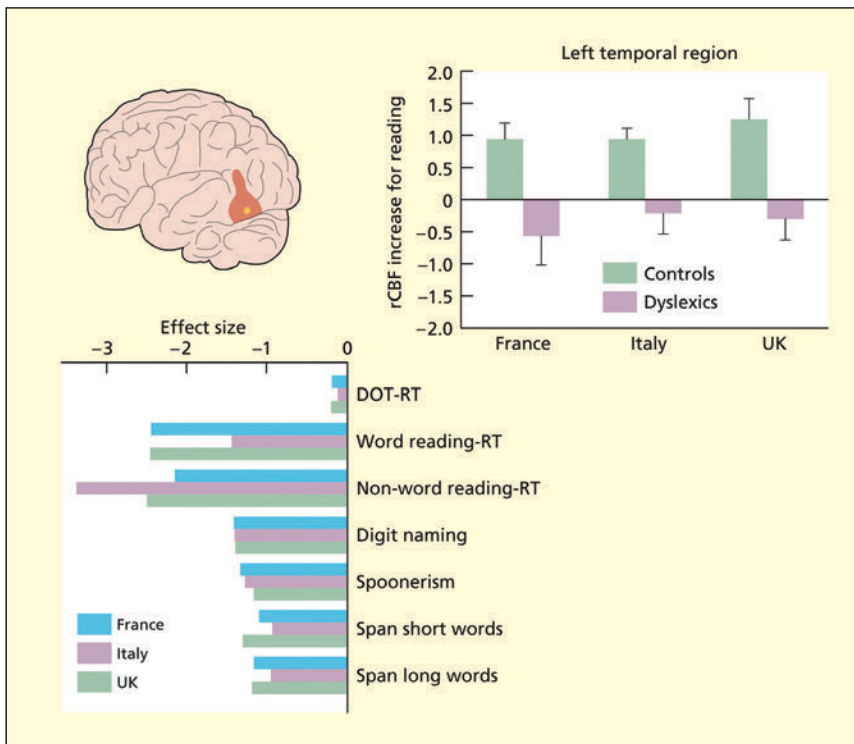 Left temporal region
rCBF increase for reading
2.0
1.5
1.0
0.5
0
−0.5
−1.0
−1.5
−2.0
Controls
Dyslexics
France Italy UK
Effect size
−3 −2 −1 0
DOT-RT
Word reading-RT
Non-word reading-RT
Digit naming
Spoonerism
Span short words
Span long words
France
Italy
UK